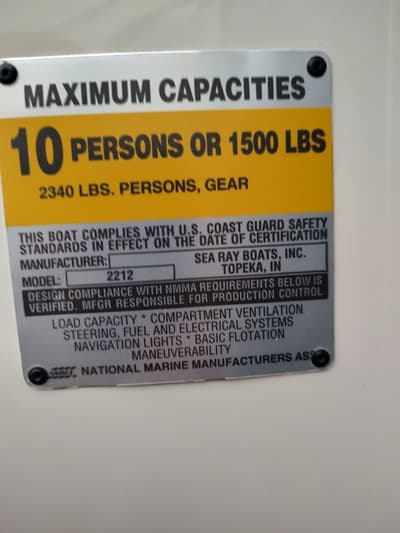 MAXIMUM CAPACITIES
10 PERSONS OR 1500 LBS
2340 LBS. PERSONS, GEAR
THIS BOAT COMPLIES WITH U.S. COAST GUARD SAFETY
STANDARDS IN EFFECT ON THE DATE OF CERTIFICATION
MANUFACTURER: SEA RAY BOATS, INC.
MODEL: 2212 TOPEKA, IN
DESIGN COMPLIANCE WITH NMMA REQUIREMENTS BELOW IS
VERIFIED. MFGR RESPONSIBLE FOR PRODUCTION CONTROL
LOAD CAPACITY * COMPARTMENT VENTILATION
STEERING, FUEL AND ELECTRICAL SYSTEMS
NAVIGATION LIGHTS * BASIC FLOTATION
MANEUVERABILITY
NATIONAL MARINE MANUFACTURERS ASS